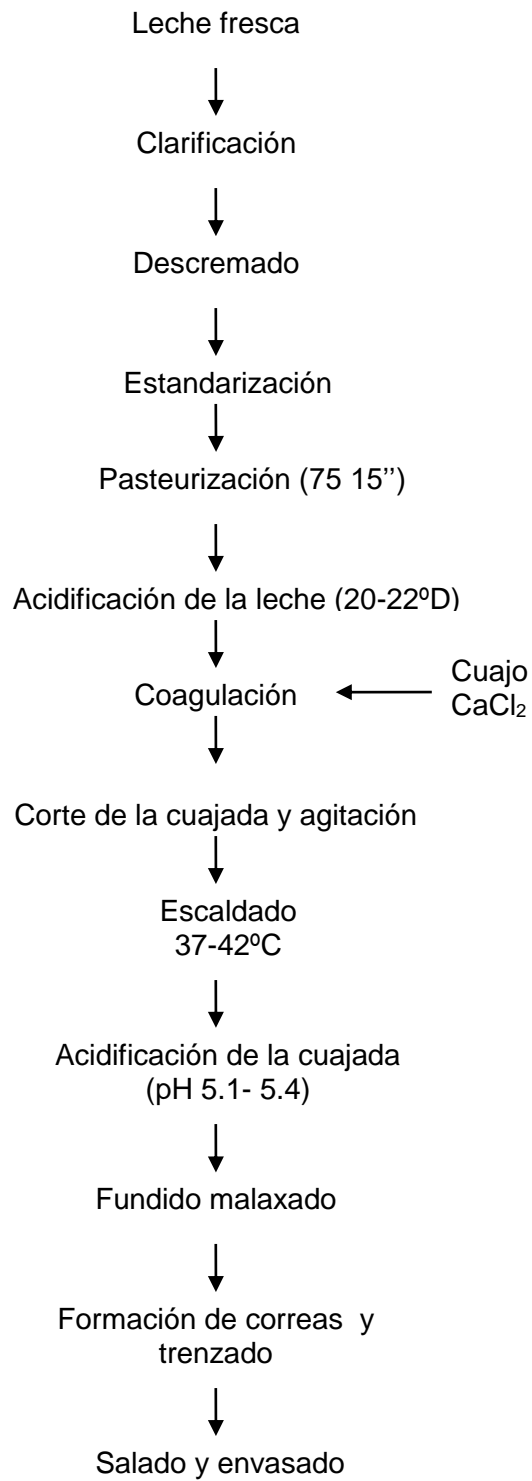 Leche fresca
Clarificación
Descremado
Estandarización
Pasteurización (75 15’’)
Acidificación de la leche (20-22ºD)
Coagulación
Cuajo
CaCl₂
Corte de la cuajada y agitación
Escaldado
37-42ºC
Acidificación de la cuajada
(pH 5.1- 5.4)
Fundido malaxado
Formación de correas y
trenzado
Salado y envasado